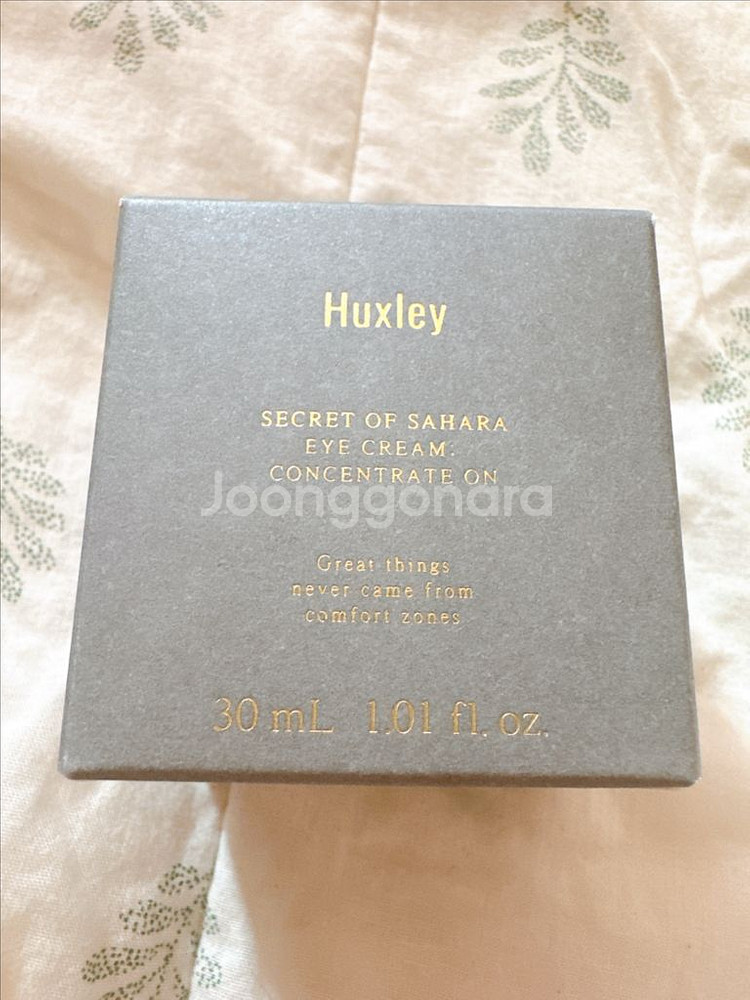 Huxley
SECRET OF SAHARA
EYE CREAM:
CONCENTRATE ON
Joonggonara
Great things
never came from
comfort zones
30 mL 1.01 fl. oz.